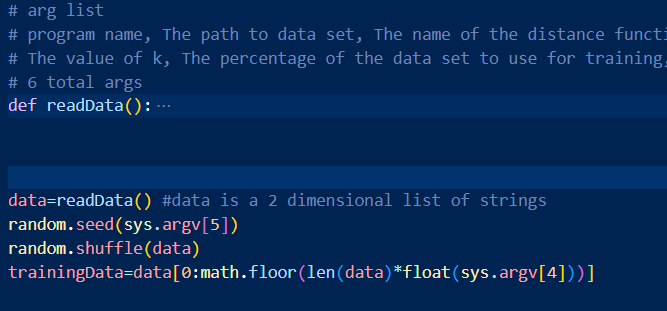 # arg list
# program name, The path to data set, The name of the distance
# The value of k, The percentage of the data set to use for training,
# 6 total args
def readData():···
data=readData() #data is a 2 dimensional list of strings
random.seed(sys.argv[5])
random.shuffle(data)
trainingData=data[0:math.floor(len(data)*float(sys.argv[4]))]